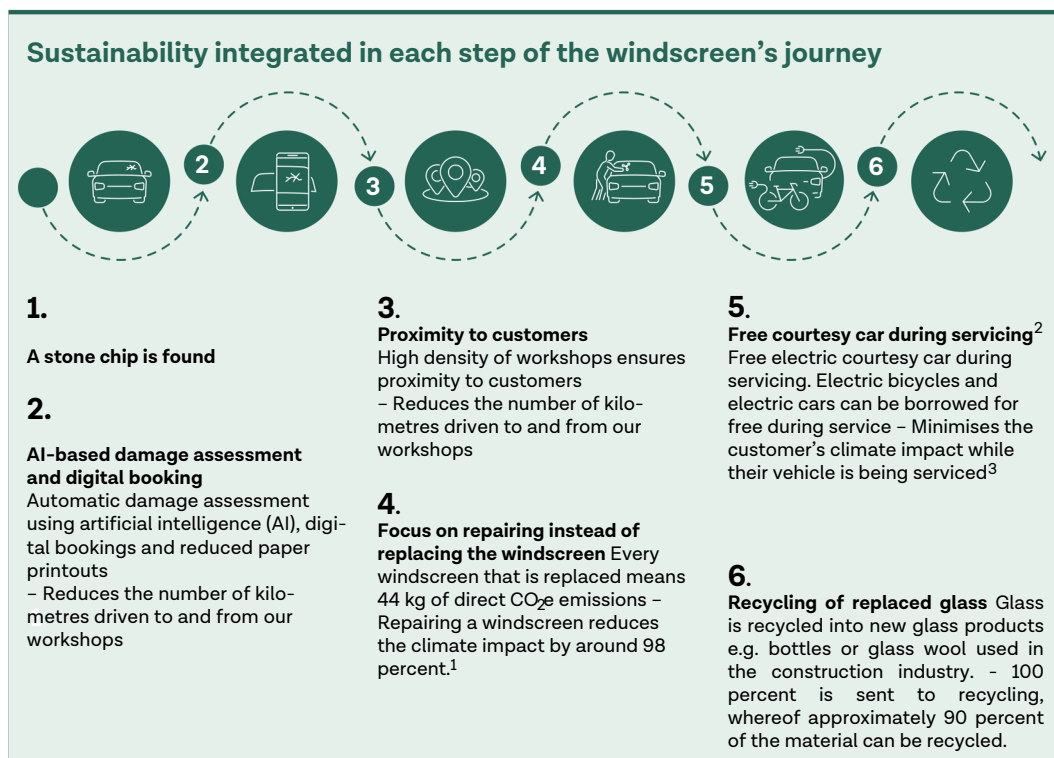 Sustainability integrated in each step of the windscreen’s journey
2
3
4
5
6
1.
A stone chip is found
2.
AI-based damage assessment
and digital booking
Automatic damage assessment
using artificial intelligence (AI), digi-
tal bookings and reduced paper
printouts
– Reduces the number of kilo-
metres driven to and from our
workshops
3.
Proximity to customers
High density of workshops ensures
proximity to customers
– Reduces the number of kilo-
metres driven to and from our
workshops
4.
Focus on repairing instead of
replacing the windscreen Every
windscreen that is replaced means
44 kg of direct CO2e emissions –
Repairing a windscreen reduces
the climate impact by around 98
percent.1
5.
Free courtesy car during servicing2
Free electric courtesy car during
servicing. Electric bicycles and
electric cars can be borrowed for
free during service – Minimises the
customer’s climate impact while
their vehicle is being serviced3
6.
Recycling of replaced glass Glass
is recycled into new glass products
e.g. bottles or glass wool used in
the construction industry. - 100
percent is sent to recycling,
whereof approximately 90 percent
of the material can be recycled.